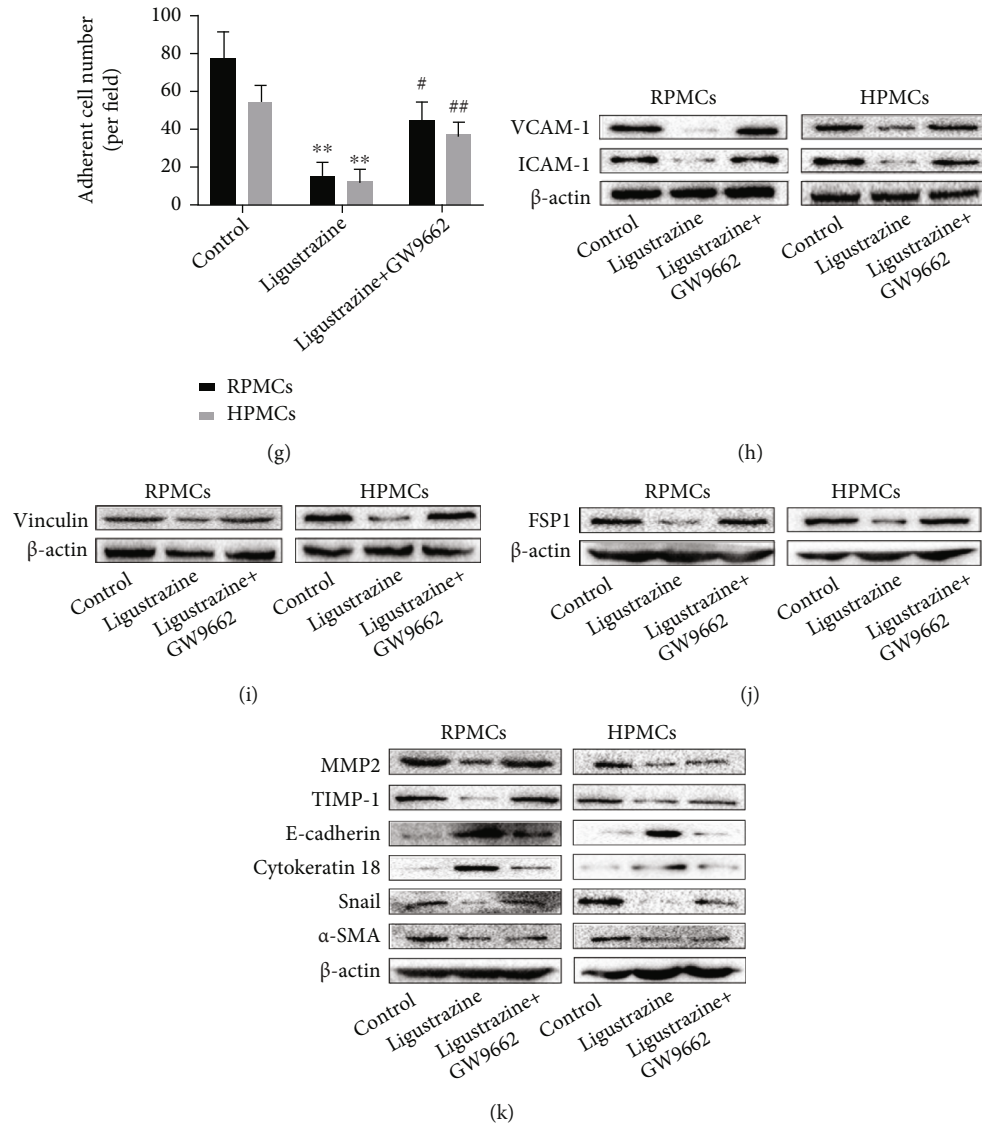 Adherent cell number
(per field)
100
80
60
40
20
0
**
**
#
##
Control
Ligustrazine
Ligustrazine+GW9662
RPMCs
HPMCs
(g)
RPMCs
HPMCs
VCAM-1
ICAM-1
β-actin
Control
Ligustrazine
Ligustrazine+
GW9662
Control
Ligustrazine
Ligustrazine+
GW9662
(h)
RPMCs
HPMCs
Vinculin
β-actin
Control
Ligustrazine
Ligustrazine+
GW9662
Control
Ligustrazine
Ligustrazine+
GW9662
(i)
RPMCs
HPMCs
FSP1
β-actin
Control
Ligustrazine
Ligustrazine+
GW9662
Control
Ligustrazine
Ligustrazine+
GW9662
(j)
RPMCs
HPMCs
MMP2
TIMP-1
E-cadherin
Cytokeratin 18
Snail
α-SMA
β-actin
Control
Ligustrazine
Ligustrazine+
GW9662
Control
Ligustrazine
Ligustrazine+
GW9662
(k)